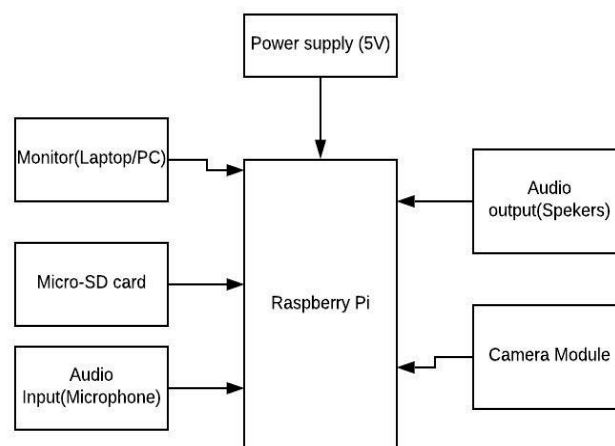 Power supply (5V)
Monitor(Laptop/PC)
Audio
output(Spekers)
Micro-SD card
Raspberry Pi
Camera Module
Audio
Input(Microphone)